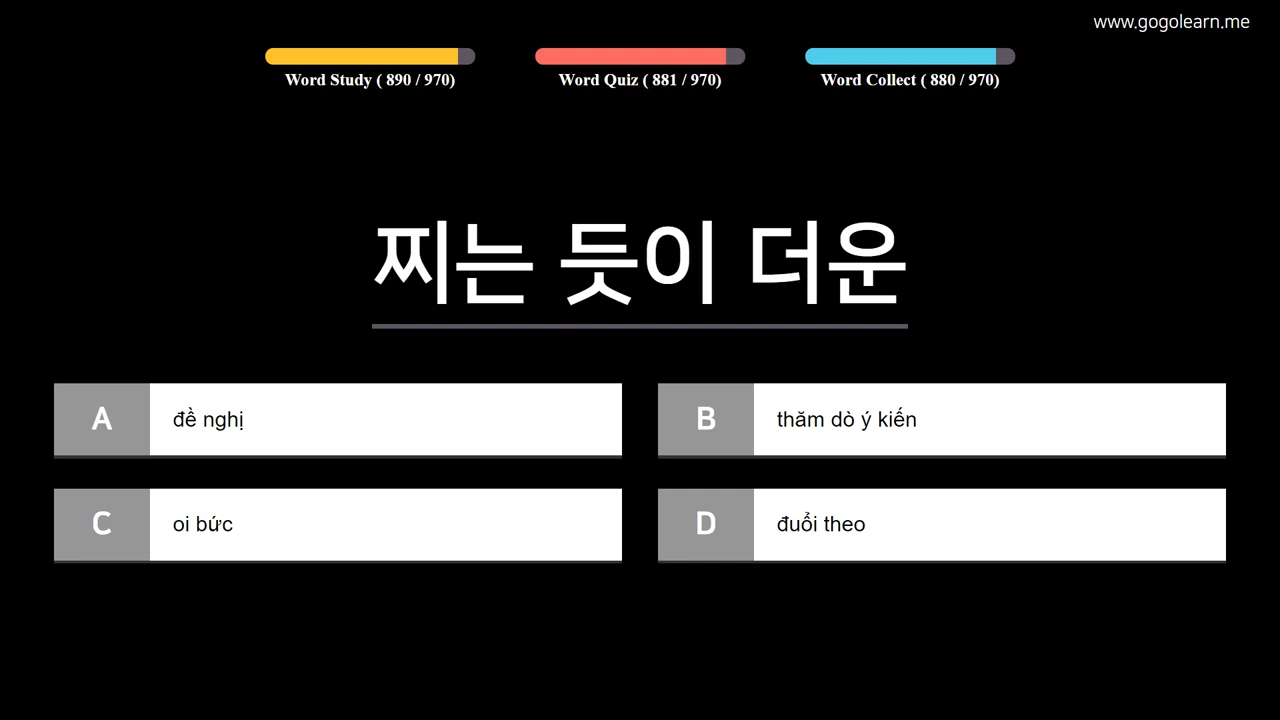 www.gogolearn.me
Word Study ( 890 / 970)
Word Quiz ( 881 / 970)
Word Collect ( 880 / 970)
찌는 듯이 더운
A
đề nghị
B
thăm dò ý kiến
C
oi bức
D
đuổi theo